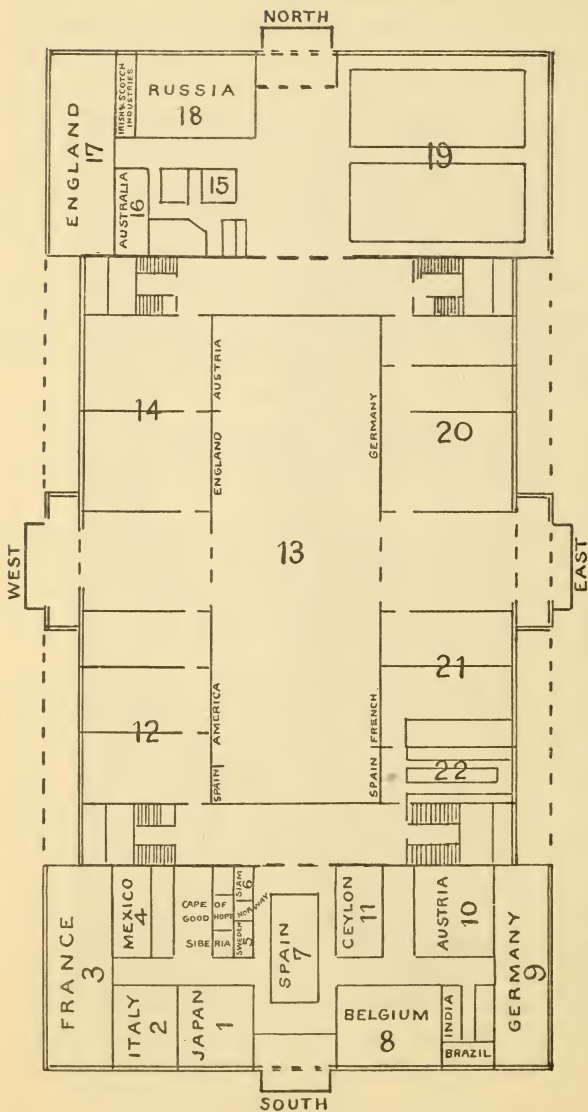 NORTH
ENGLAND
17
IRISH & SCOTCH
INDUSTRIES
RUSSIA
18
19
AUSTRALIA
16
15
AUSTRIA
ENGLAND
GERMANY
14
20
13
WEST
EAST
12
AMERICA
SPAIN
FRENCH
SPAIN
21
22
FRANCE
3
MEXICO
4
CAPE OF
GOOD HOPE
SIBERIA
SIAM
6
NORWAY
SWEDEN
5
SPAIN
7
CEYLON
11
AUSTRIA
10
GERMANY
9
ITALY
2
JAPAN
1
BELGIUM
8
INDIA
BRAZIL
SOUTH